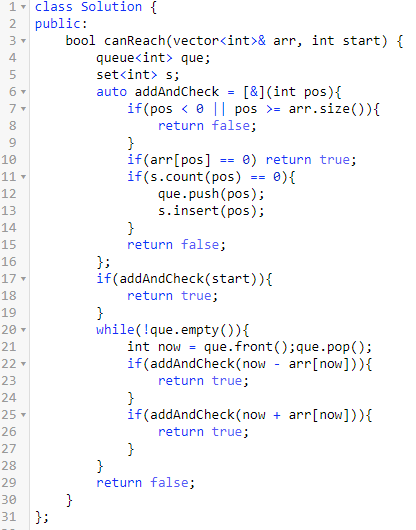 1 class Solution {
2 public:
3     bool canReach(vector<int>& arr, int start) {
4         queue<int> que;
5         set<int> s;
6         auto addAndCheck = [&](int pos){
7             if(pos < 0 || pos >= arr.size()){
8                 return false;
9             }
10             if(arr[pos] == 0) return true;
11             if(s.count(pos) == 0){
12                 que.push(pos);
13                 s.insert(pos);
14             }
15             return false;
16         };
17         if(addAndCheck(start)){
18             return true;
19         }
20         while(!que.empty()){
21             int now = que.front();que.pop();
22             if(addAndCheck(now - arr[now])){
23                 return true;
24             }
25             if(addAndCheck(now + arr[now])){
26                 return true;
27             }
28         }
29         return false;
30     }
31 };